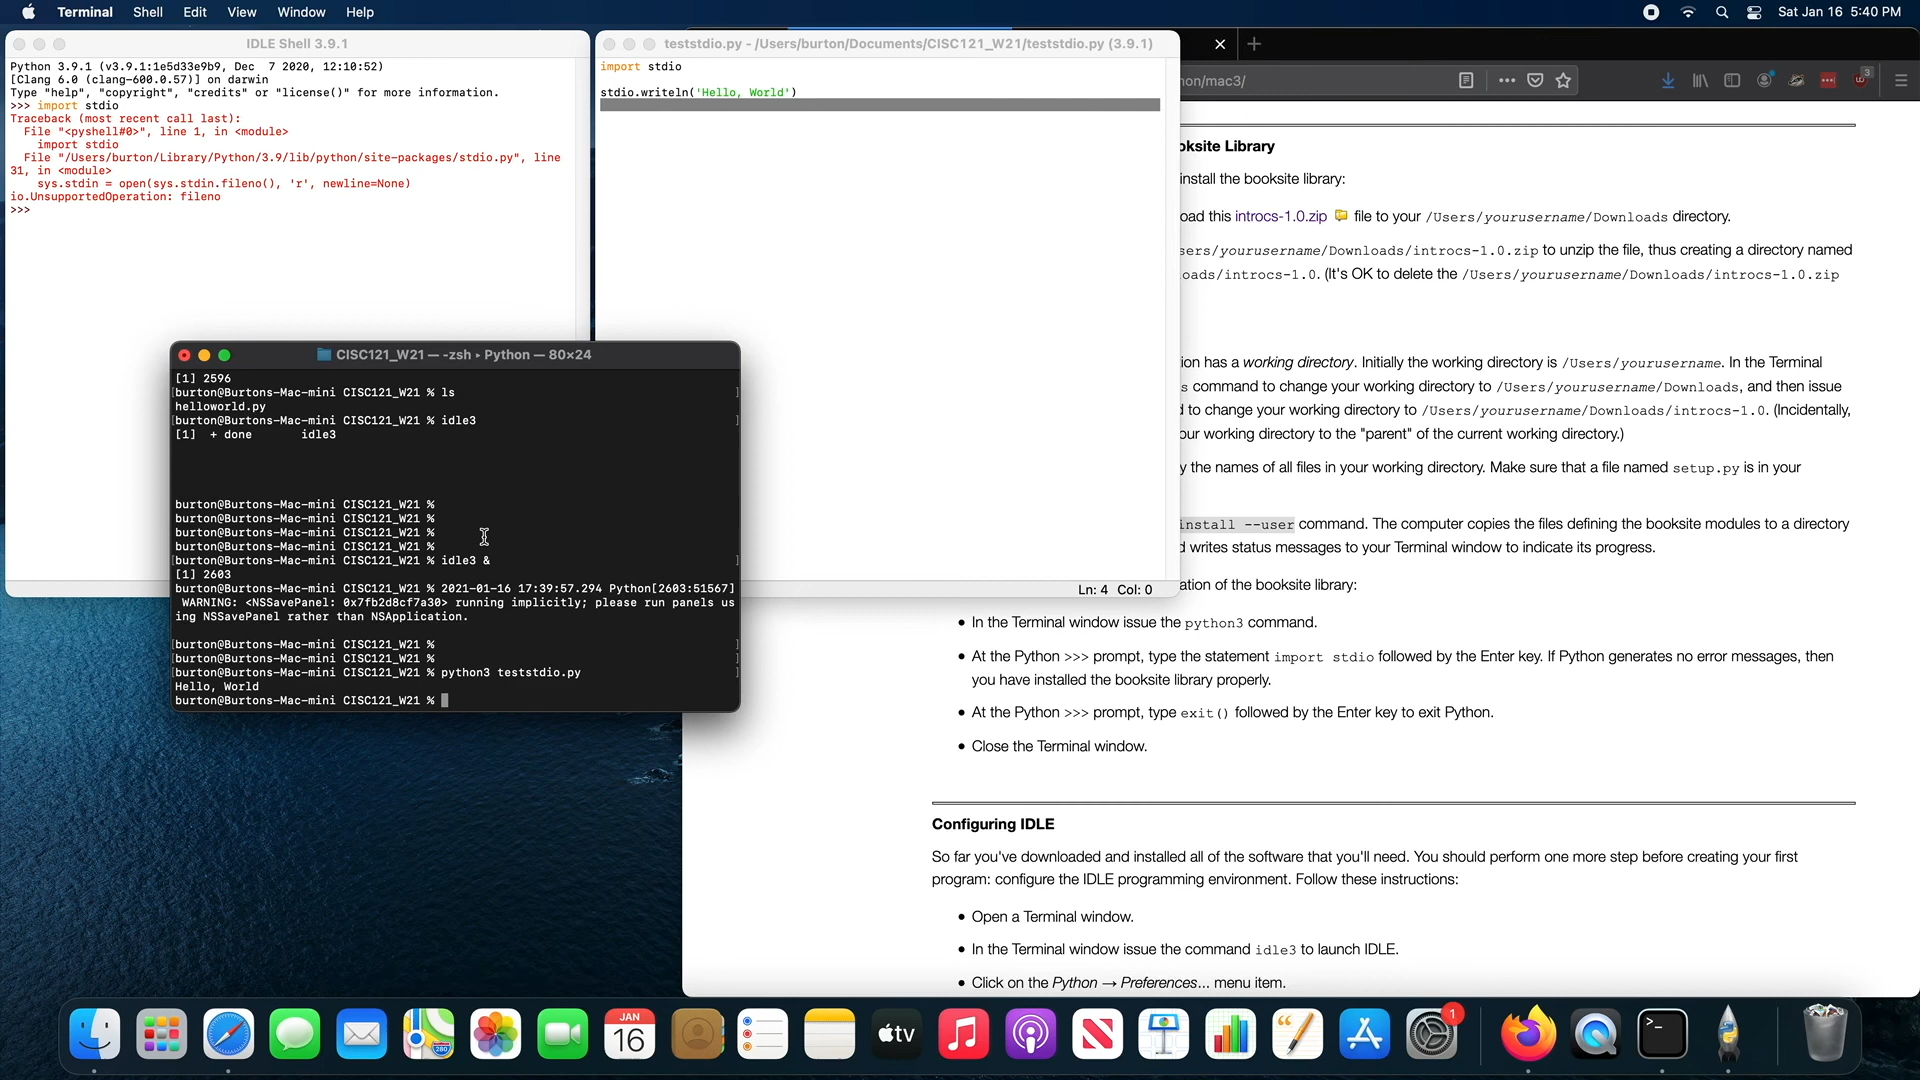 Terminal Shell Edit View Window Help
Sat Jan 16 5:40 PM
IDLE Shell 3.9.1
Python 3.9.1 (v3.9.1:1e5d33e9b9, Dec 7 2020, 12:10:52)
[Clang 6.0 (clang-600.0.57)] on darwin
Type "help", "copyright", "credits" or "license()" for more information.
>>> import stdio
Traceback (most recent call last):
File "<pyshell#0>", line 1, in <module>
import stdio
File "/Users/burton/Library/Python/3.9/lib/python/site-packages/stdio.py", line
31, in <module>
sys.stdin = open(sys.stdin.fileno(), 'r', newline=None)
io.UnsupportedOperation: fileno
>>>
teststdio.py - /Users/burton/Documents/CISC121_W21/teststdio.py (3.9.1)
import stdio
stdio.writeln('Hello, World')
Ln: 4 Col: 0
CISC121_W21 — -zsh ▸ Python — 80×24
[1] 2596
[burton@Burtons-Mac-mini CISC121_W21 % ls ]
helloworld.py
[burton@Burtons-Mac-mini CISC121_W21 % idle3 ]
[1] + done idle3
burton@Burtons-Mac-mini CISC121_W21 %
burton@Burtons-Mac-mini CISC121_W21 %
burton@Burtons-Mac-mini CISC121_W21 %
burton@Burtons-Mac-mini CISC121_W21 %
[burton@Burtons-Mac-mini CISC121_W21 % idle3 & ]
[1] 2603
burton@Burtons-Mac-mini CISC121_W21 % 2021-01-16 17:39:57.294 Python[2603:51567]
WARNING: <NSSavePanel: 0x7fb2d8cf7a30> running implicitly; please run panels us
ing NSSavePanel rather than NSApplication.
[burton@Burtons-Mac-mini CISC121_W21 % ]
[burton@Burtons-Mac-mini CISC121_W21 % ]
[burton@Burtons-Mac-mini CISC121_W21 % python3 teststdio.py ]
Hello, World
burton@Burtons-Mac-mini CISC121_W21 %
hon/mac3/
3
oksite Library
install the booksite library:
oad this introcs-1.0.zip file to your /Users/yourusername/Downloads directory.
sers/yourusername/Downloads/introcs-1.0.zip to unzip the file, thus creating a directory named
oads/introcs-1.0. (It's OK to delete the /Users/yourusername/Downloads/introcs-1.0.zip
ion has a working directory. Initially the working directory is /Users/yourusername. In the Terminal
s command to change your working directory to /Users/yourusername/Downloads, and then issue
d to change your working directory to /Users/yourusername/Downloads/introcs-1.0. (Incidentally,
our working directory to the "parent" of the current working directory.)
y the names of all files in your working directory. Make sure that a file named setup.py is in your
install --user command. The computer copies the files defining the booksite modules to a directory
d writes status messages to your Terminal window to indicate its progress.
ation of the booksite library:
• In the Terminal window issue the python3 command.
• At the Python >>> prompt, type the statement import stdio followed by the Enter key. If Python generates no error messages, then
you have installed the booksite library properly.
• At the Python >>> prompt, type exit() followed by the Enter key to exit Python.
• Close the Terminal window.
Configuring IDLE
So far you've downloaded and installed all of the software that you'll need. You should perform one more step before creating your first
program: configure the IDLE programming environment. Follow these instructions:
• Open a Terminal window.
• In the Terminal window issue the command idle3 to launch IDLE.
• Click on the Python → Preferences... menu item.
280
JAN
16
tv
1
>_